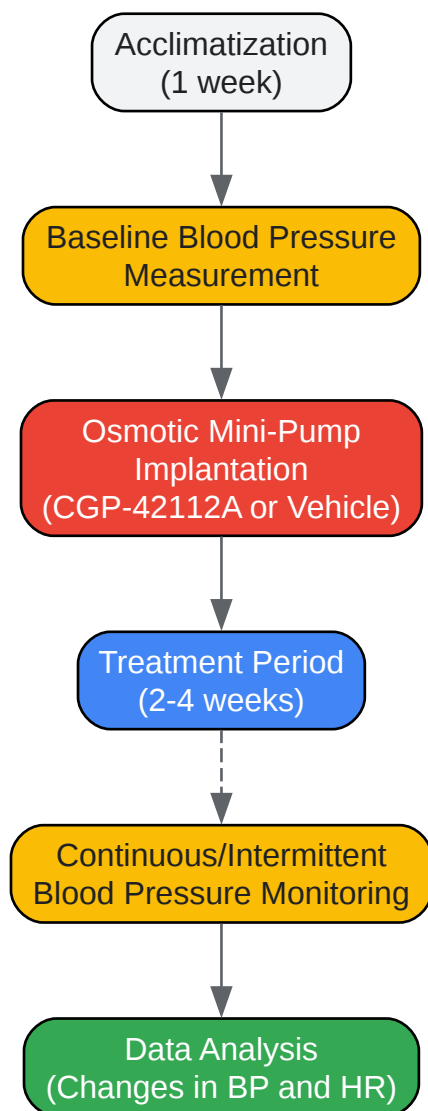 Acclimatization
(1 week)
Baseline Blood Pressure
Measurement
Osmotic Mini-Pump
Implantation
(CGP-42112A or Vehicle)
Treatment Period
(2-4 weeks)
Continuous/Intermittent
Blood Pressure Monitoring
Data Analysis
(Changes in BP and HR)